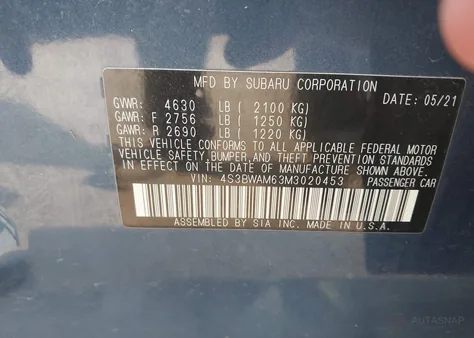 MFD BY SUBARU CORPORATION DATE: 05/21
GVWR: 4630 LB ( 2100 KG)
GAWR: F 2756 LB ( 1250 KG)
GAWR: R 2690 LB ( 1220 KG)
THIS VEHICLE CONFORMS TO ALL APPLICABLE FEDERAL MOTOR
VEHICLE SAFETY, BUMPER, AND THEFT PREVENTION STANDARDS
IN EFFECT ON THE DATE OF MANUFACTURE SHOWN ABOVE.
VIN: 4S3BWAM63M3020453 PASSENGER CAR
ASSEMBLED BY SIA INC. MADE IN U.S.A.
AUTASNAP